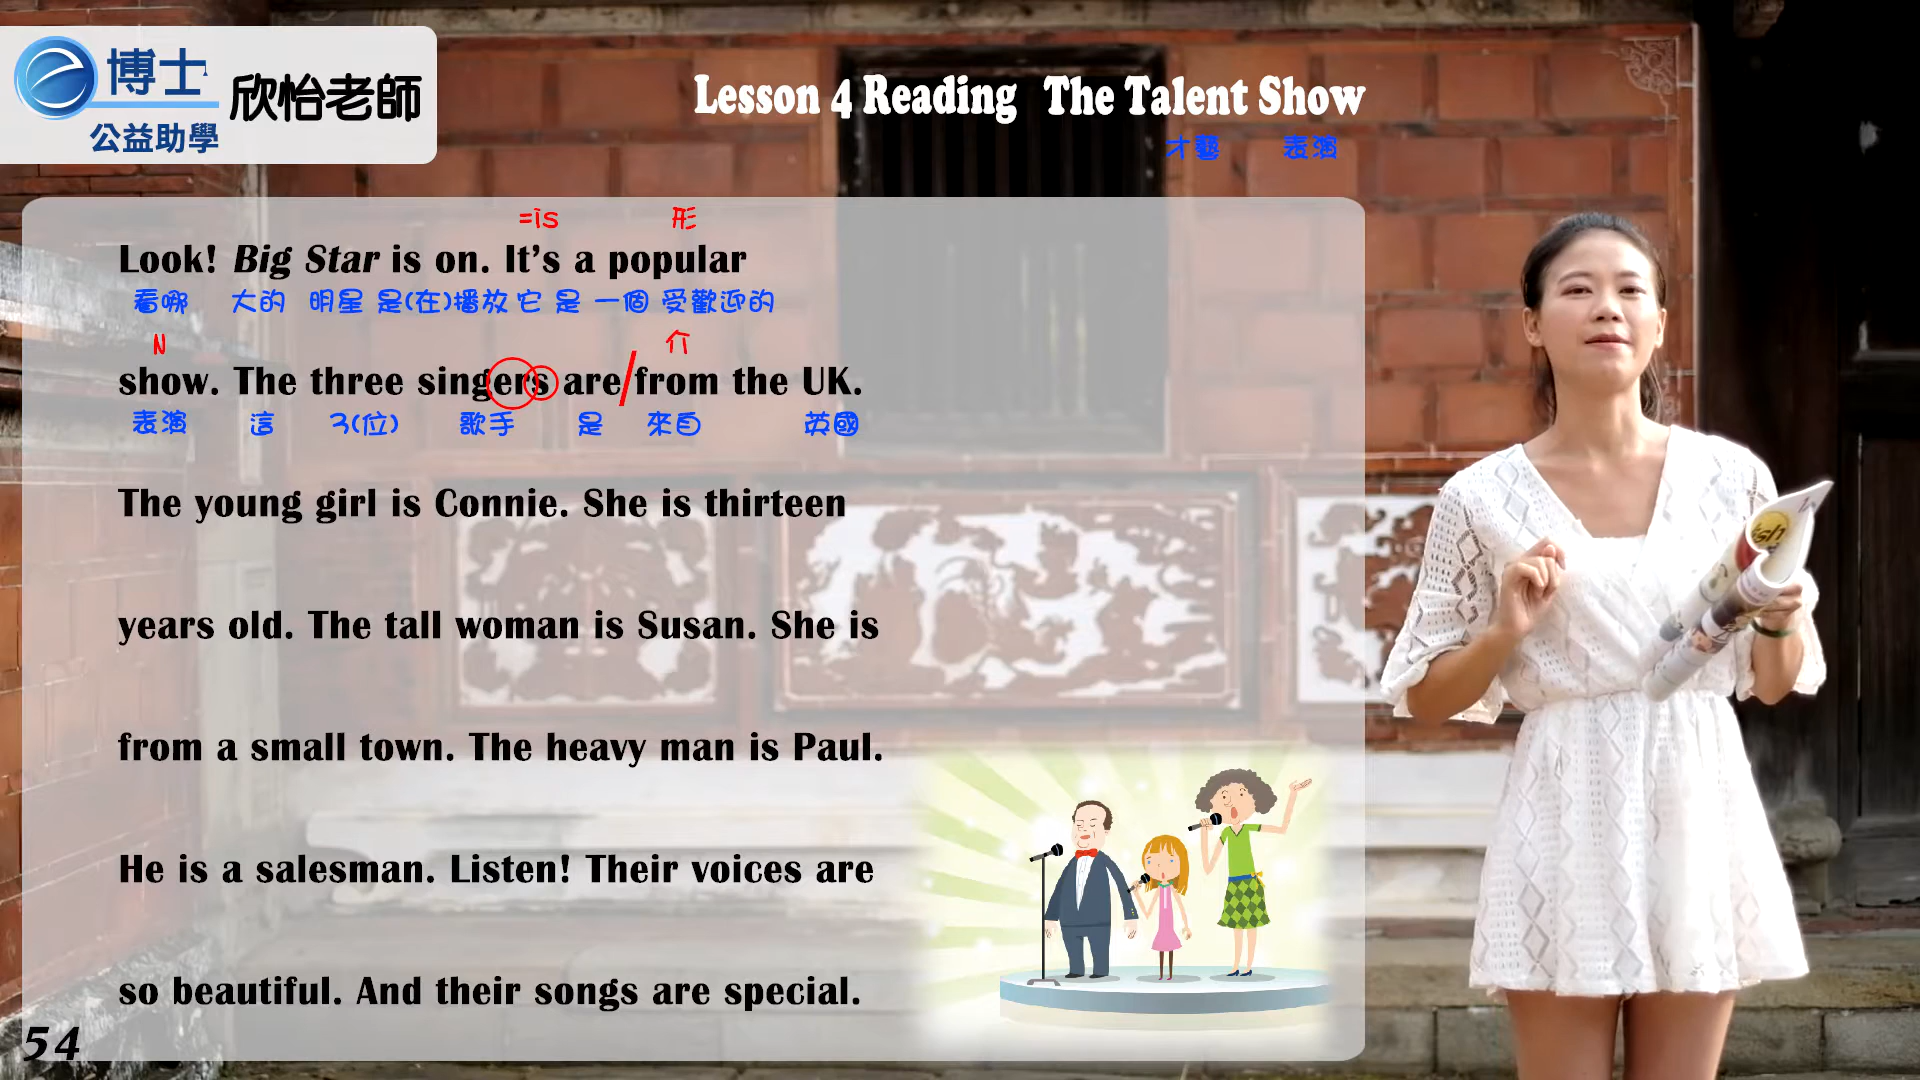 博士
公益助學
欣怡老師
Lesson 4 Reading The Talent Show
才藝 表演
=is 形
Look! Big Star is on. It's a popular
看哪 大的 明星 是(在)播放 它 是 一個 受歡迎的
N 介
show. The three singers are/from the UK.
表演 這 3(位) 歌手 是 來自 英國
The young girl is Connie. She is thirteen
years old. The tall woman is Susan. She is
from a small town. The heavy man is Paul.
He is a salesman. Listen! Their voices are
so beautiful. And their songs are special.
54